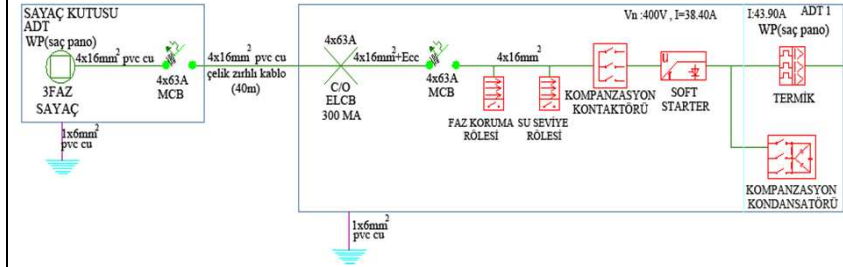 SAYAÇ KUTUSU
ADT
WP(saç pano)
4x16mm² pvc cu
3FAZ
SAYAÇ
4x63A
MCB
1x6mm²
pvc cu
4x16mm² pvc cu
çelik zırhlı kablo
(40m)
4x63A
C/O
ELCB
300 MA
4x16mm²+Ecc
4x63A
MCB
4x16mm²
FAZ KORUMA
RÖLESİ
SU SEVİYE
RÖLESİ
KOMPANZASYON
KONTAKTÖRÜ
u
SOFT
STARTER
Vn :400V , I=38.40A
I:43.90A
ADT 1
WP(saç pano)
TERMİK
KOMPANZASYON
KONDANSATÖRÜ
1x6mm²
pvc cu